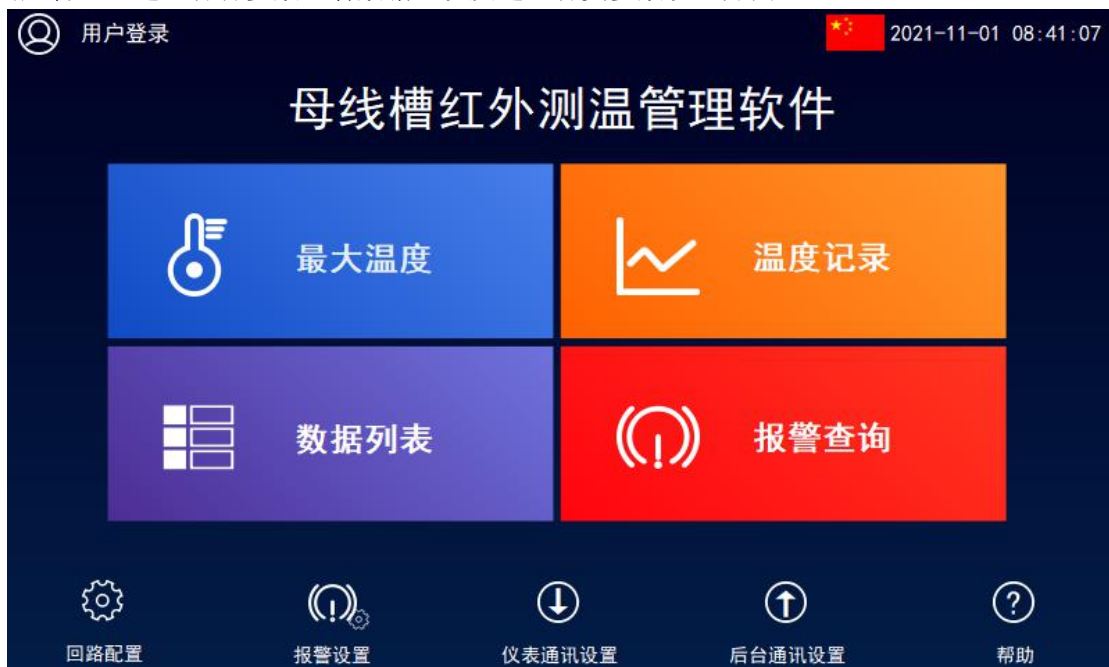 用户登录
2021-11-01 08:41:07
母线槽红外测温管理软件
最大温度
温度记录
数据列表
报警查询
回路配置
报警设置
仪表通讯设置
后台通讯设置
帮助